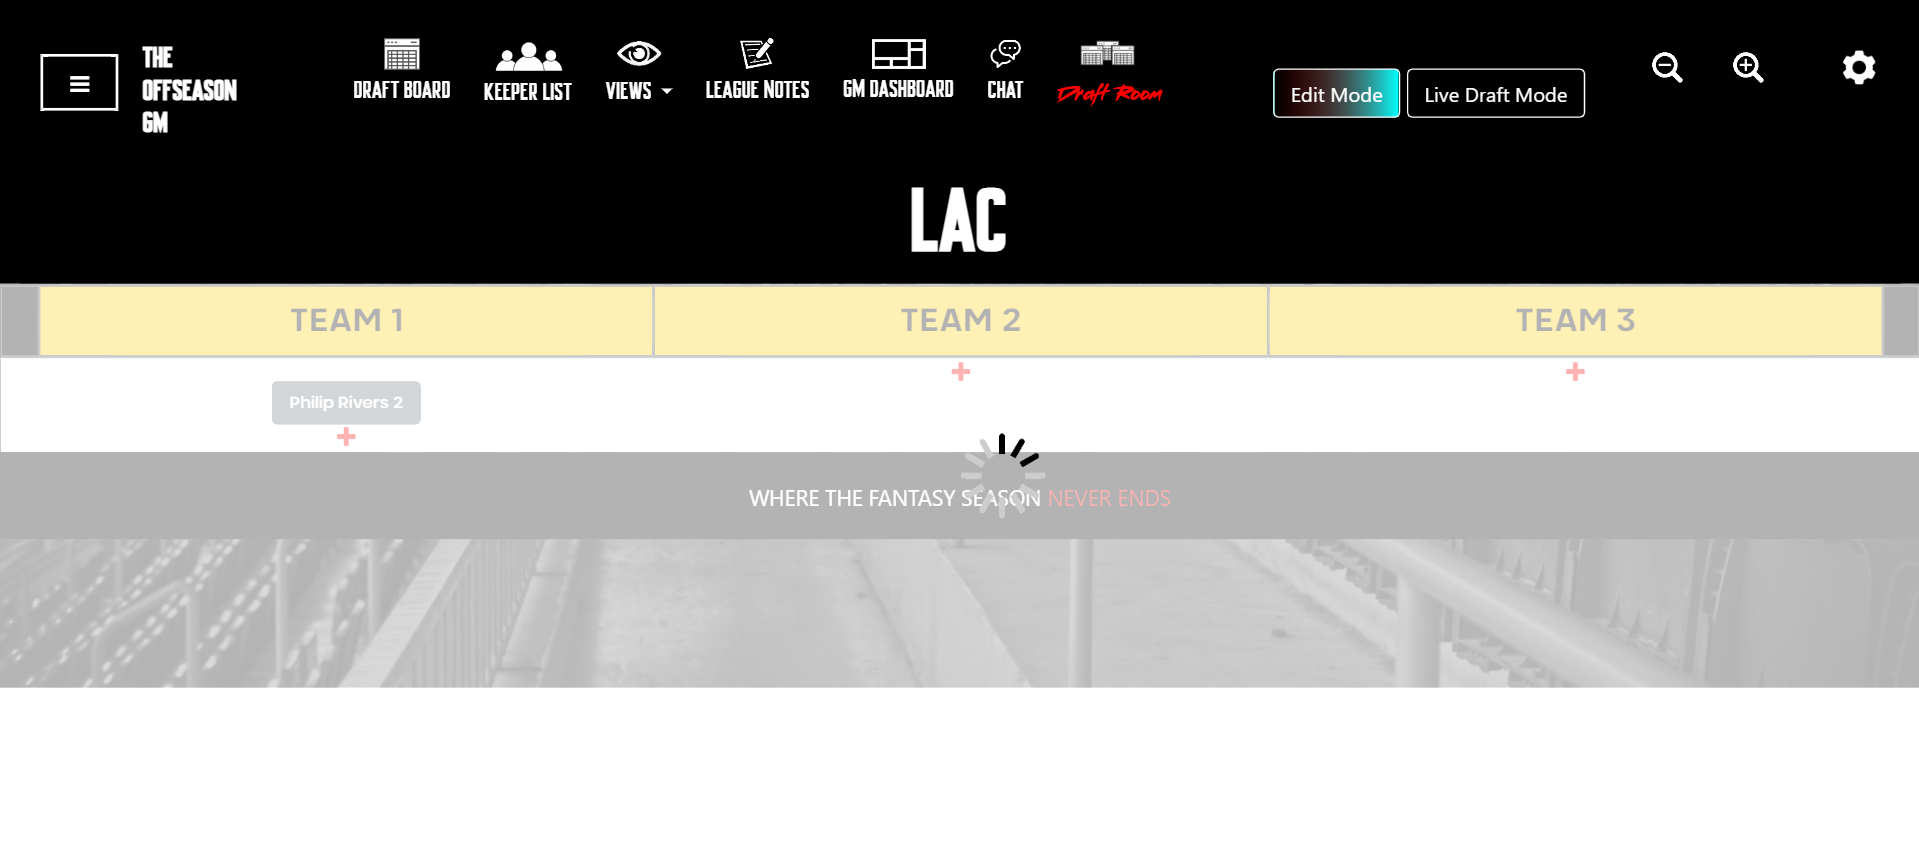 THE
OFFSEASON
GM
DRAFT BOARD
KEEPER LIST
VIEWS
LEAGUE NOTES
GM DASHBOARD
CHAT
Draft Room
Edit Mode
Live Draft Mode
LAC
TEAM 1
TEAM 2
TEAM 3
+
+
Philip Rivers 2
+
WHERE THE FANTASY SEASON NEVER ENDS